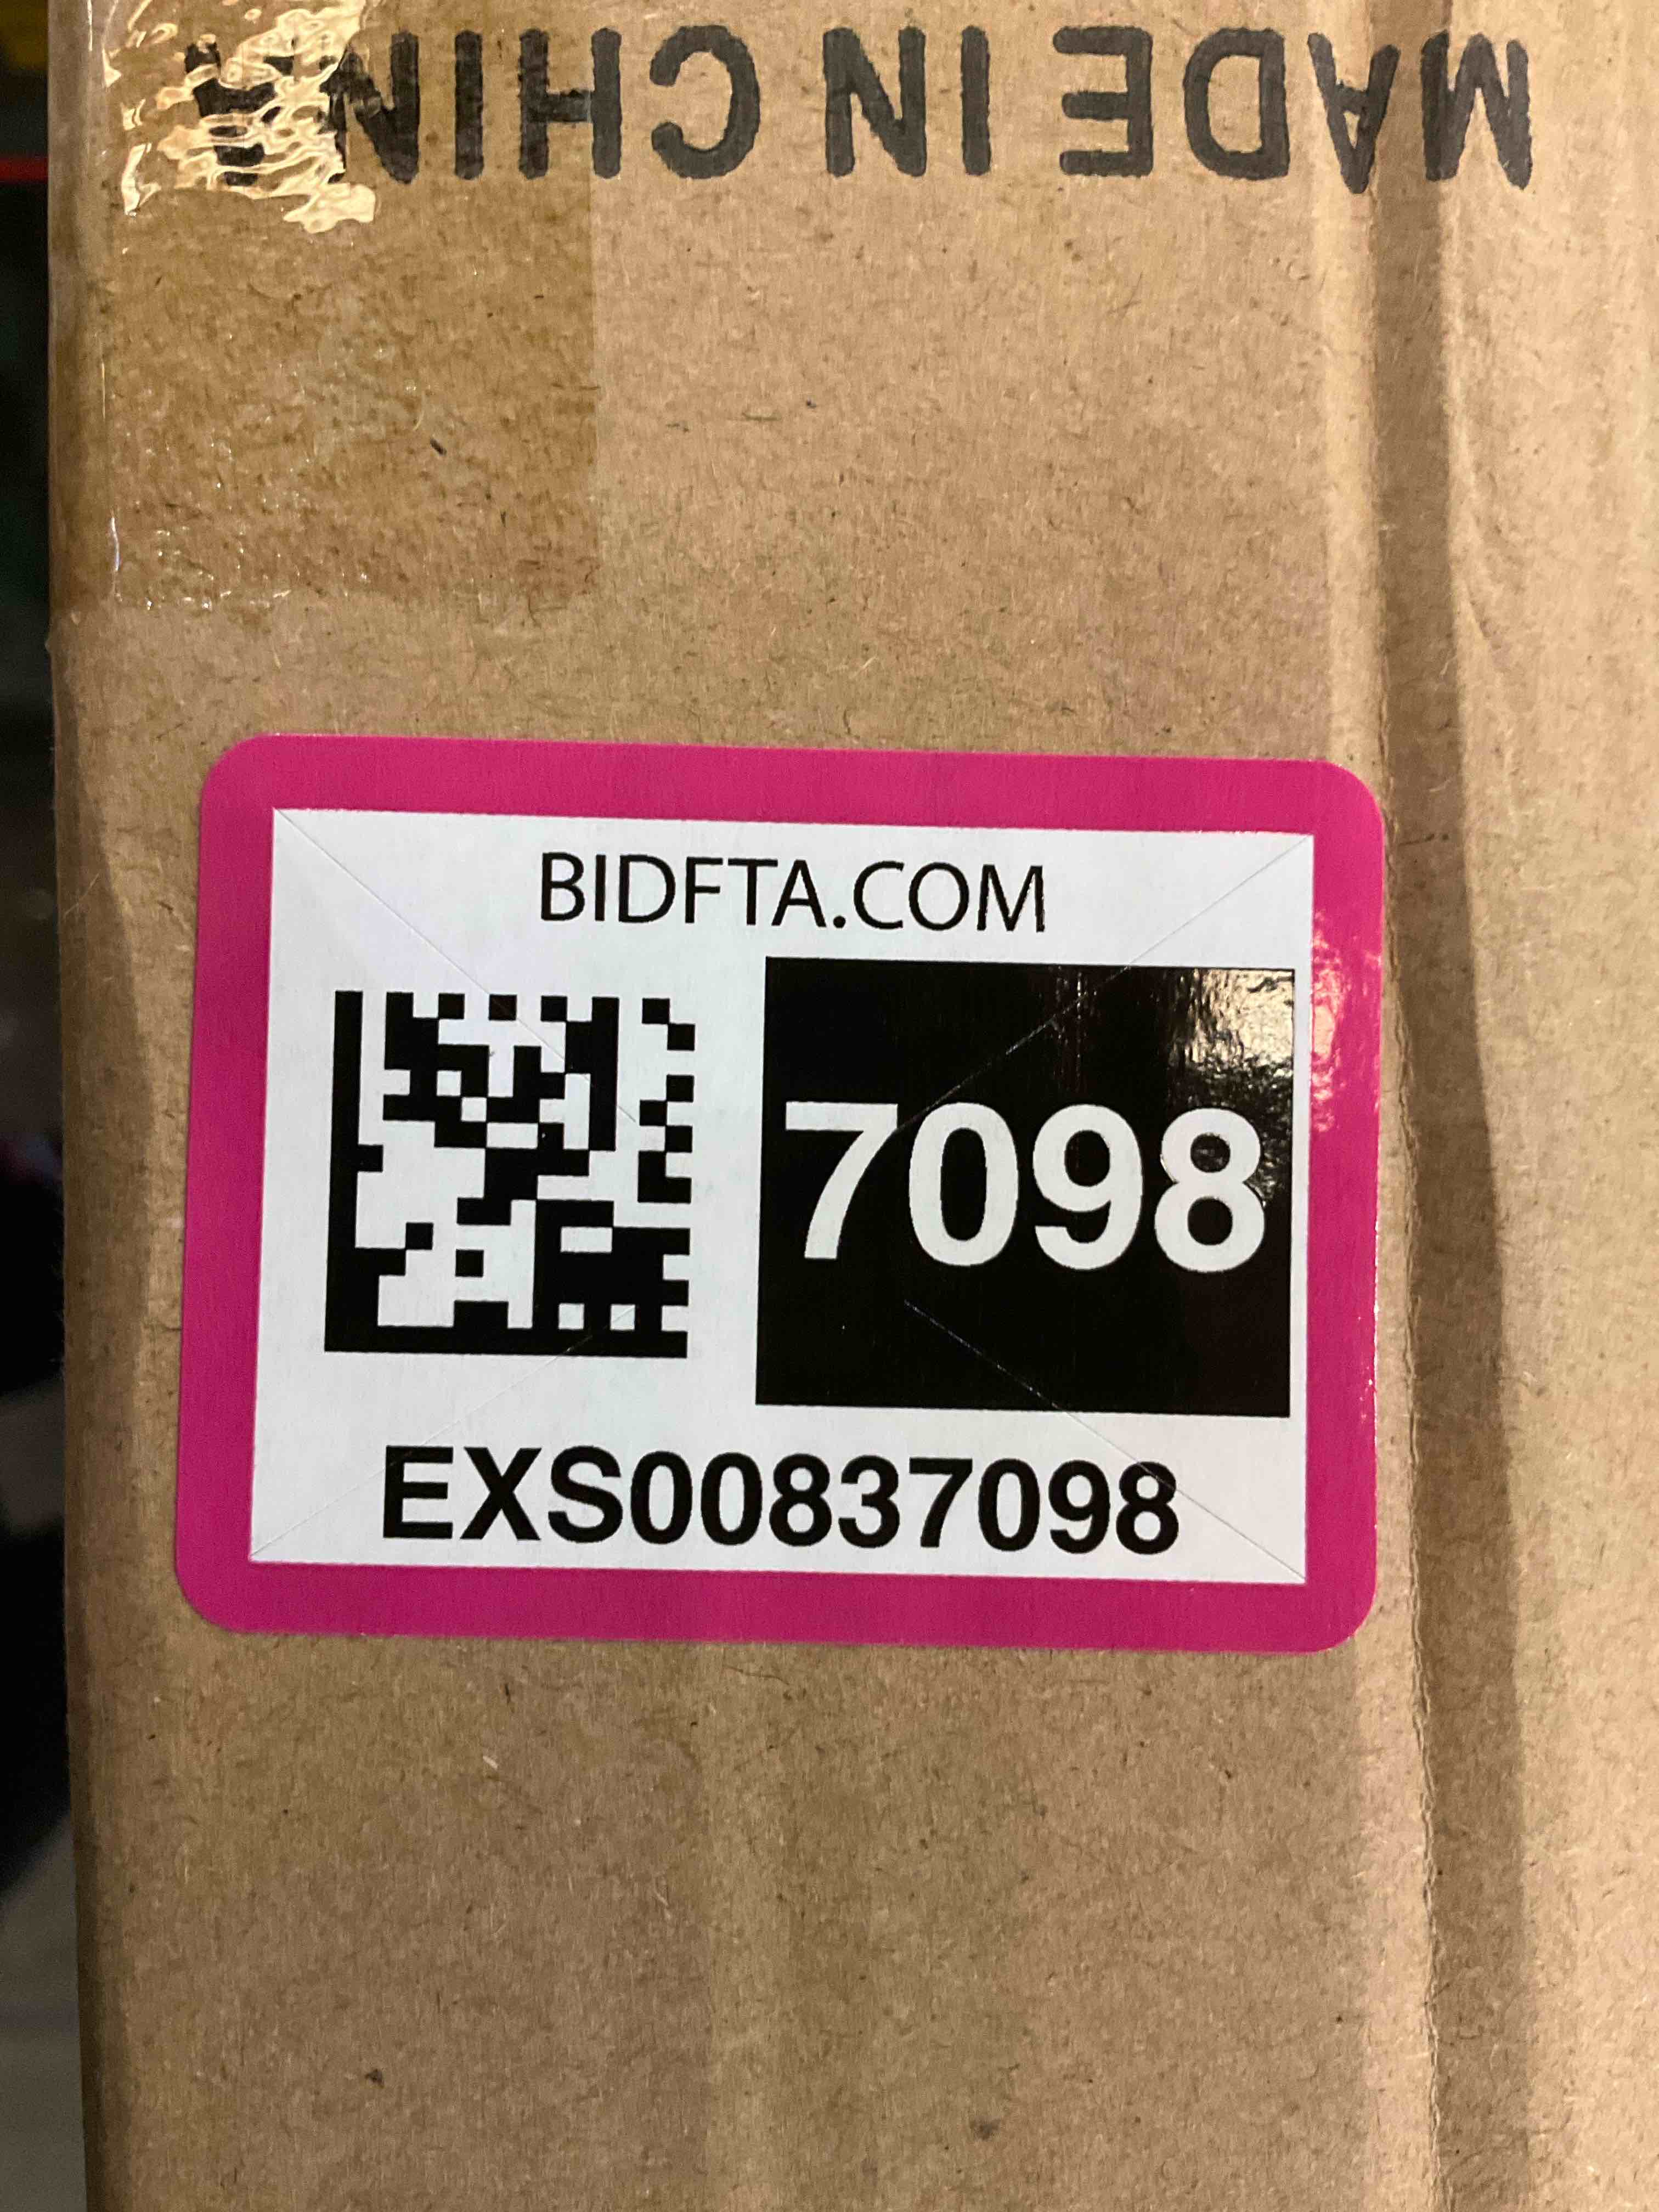 MADE IN CHINA
BIDFTA.COM
7098
EXS00837098